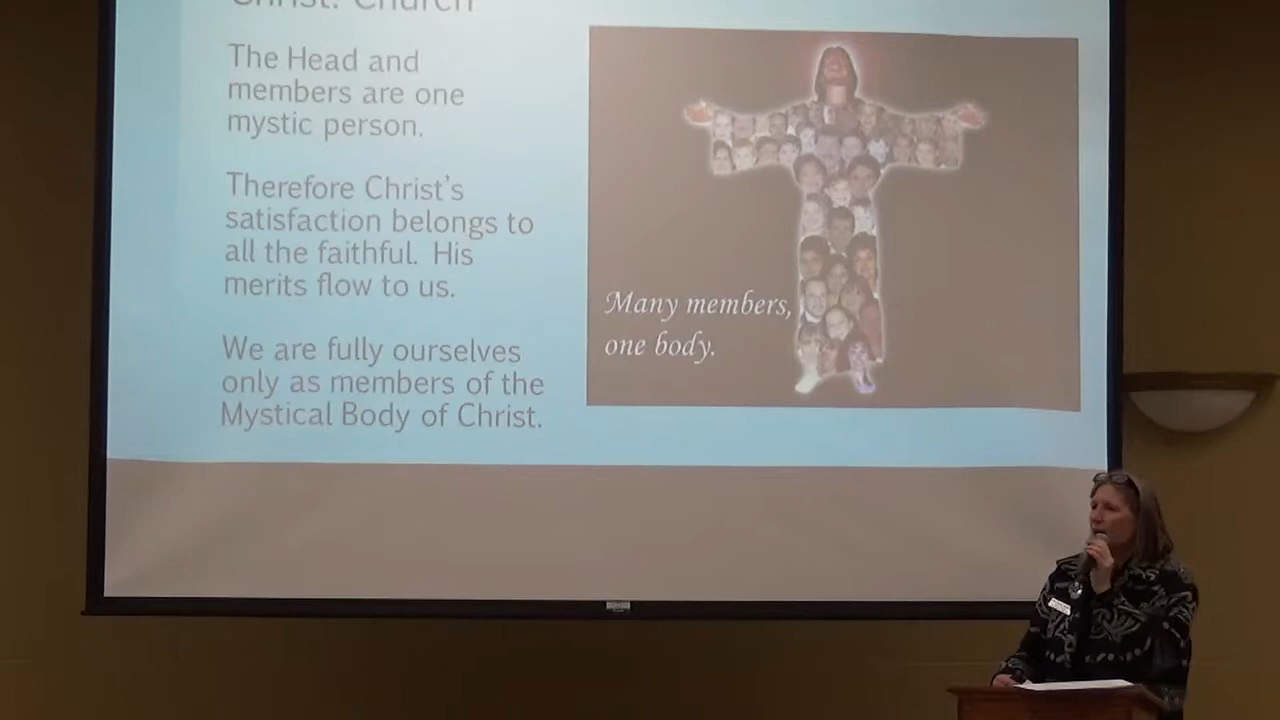 Christ: Church
The Head and
members are one
mystic person.
Therefore Christ's
satisfaction belongs to
all the faithful. His
merits flow to us.
We are fully ourselves
only as members of the
Mystical Body of Christ.
Many members,
one body.